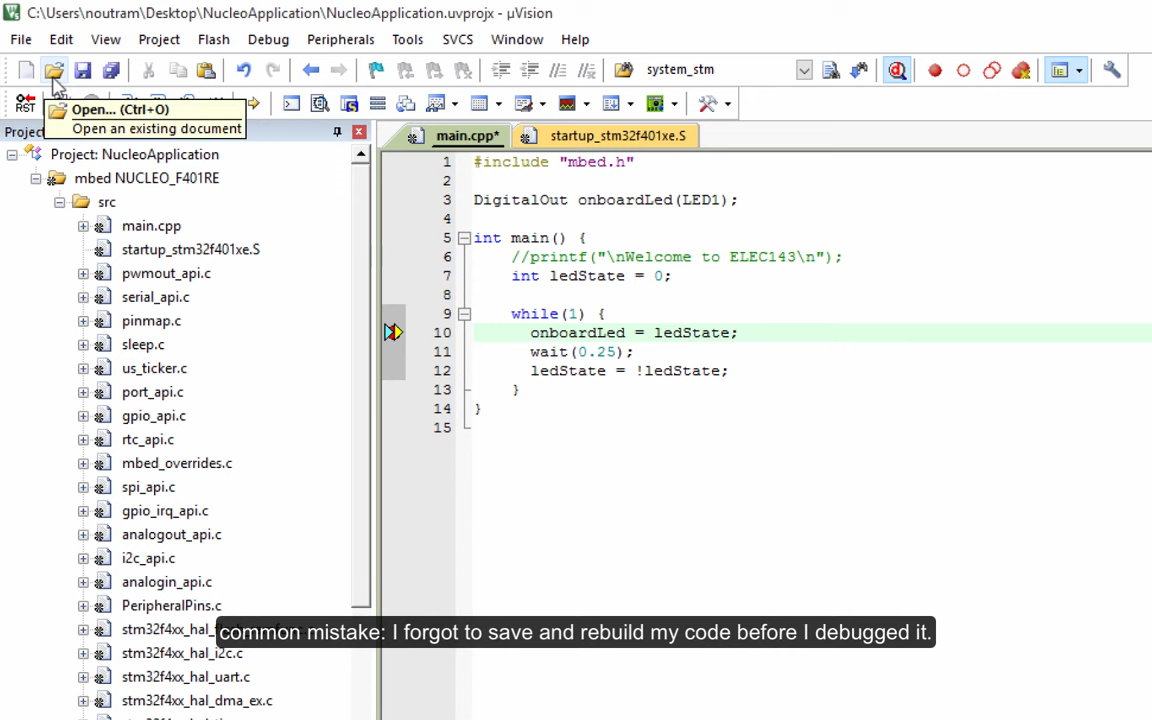 C:\Users\noutram\Desktop\NucleoApplication\NucleoApplication.uvprojx - µVision
File Edit View Project Flash Debug Peripherals Tools SVCS Window Help
system_stm
RST
Open... (Ctrl+O)
Open an existing document
Projec
main.cpp* startup_stm32f401xe.S
Project: NucleoApplication
mbed NUCLEO_F401RE
src
main.cpp
startup_stm32f401xe.S
pwmout_api.c
serial_api.c
pinmap.c
sleep.c
us_ticker.c
port_api.c
gpio_api.c
rtc_api.c
mbed_overrides.c
spi_api.c
gpio_irq_api.c
analogout_api.c
i2c_api.c
analogin_api.c
PeripheralPins.c
stm32f4xx_hal_
stm32f4xx_hal_i2c.c
stm32f4xx_hal_uart.c
stm32f4xx_hal_dma_ex.c
1 #include "mbed.h"
2
3 DigitalOut onboardLed(LED1);
4
5 int main() {
6 //printf("\nWelcome to ELEC143\n");
7 int ledState = 0;
8
9 while(1) {
10 onboardLed = ledState;
11 wait(0.25);
12 ledState = !ledState;
13 }
14 }
15
common mistake: I forgot to save and rebuild my code before I debugged it.